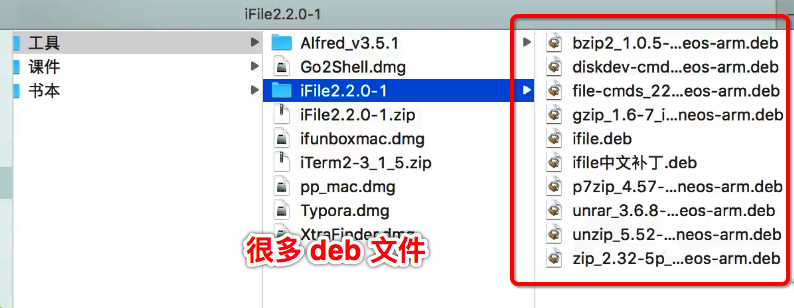 iFile2.2.0-1
工具
课件
书本
Alfred_v3.5.1
Go2Shell.dmg
iFile2.2.0-1
iFile2.2.0-1.zip
ifunboxmac.dmg
iTerm2-3_1_5.zip
pp_mac.dmg
Typora.dmg
XtraFinder.dmg
很多 deb 文件
bzip2_1.0.5-...eos-arm.deb
diskdev-cmd...eos-arm.deb
file-cmds_22...eos-arm.deb
gzip_1.6-7_i...neos-arm.deb
ifile.deb
ifile中文补丁.deb
p7zip_4.57-...neos-arm.deb
unrar_3.6.8-...eos-arm.deb
unzip_5.52-...eos-arm.deb
zip_2.32-5p_...eos-arm.deb